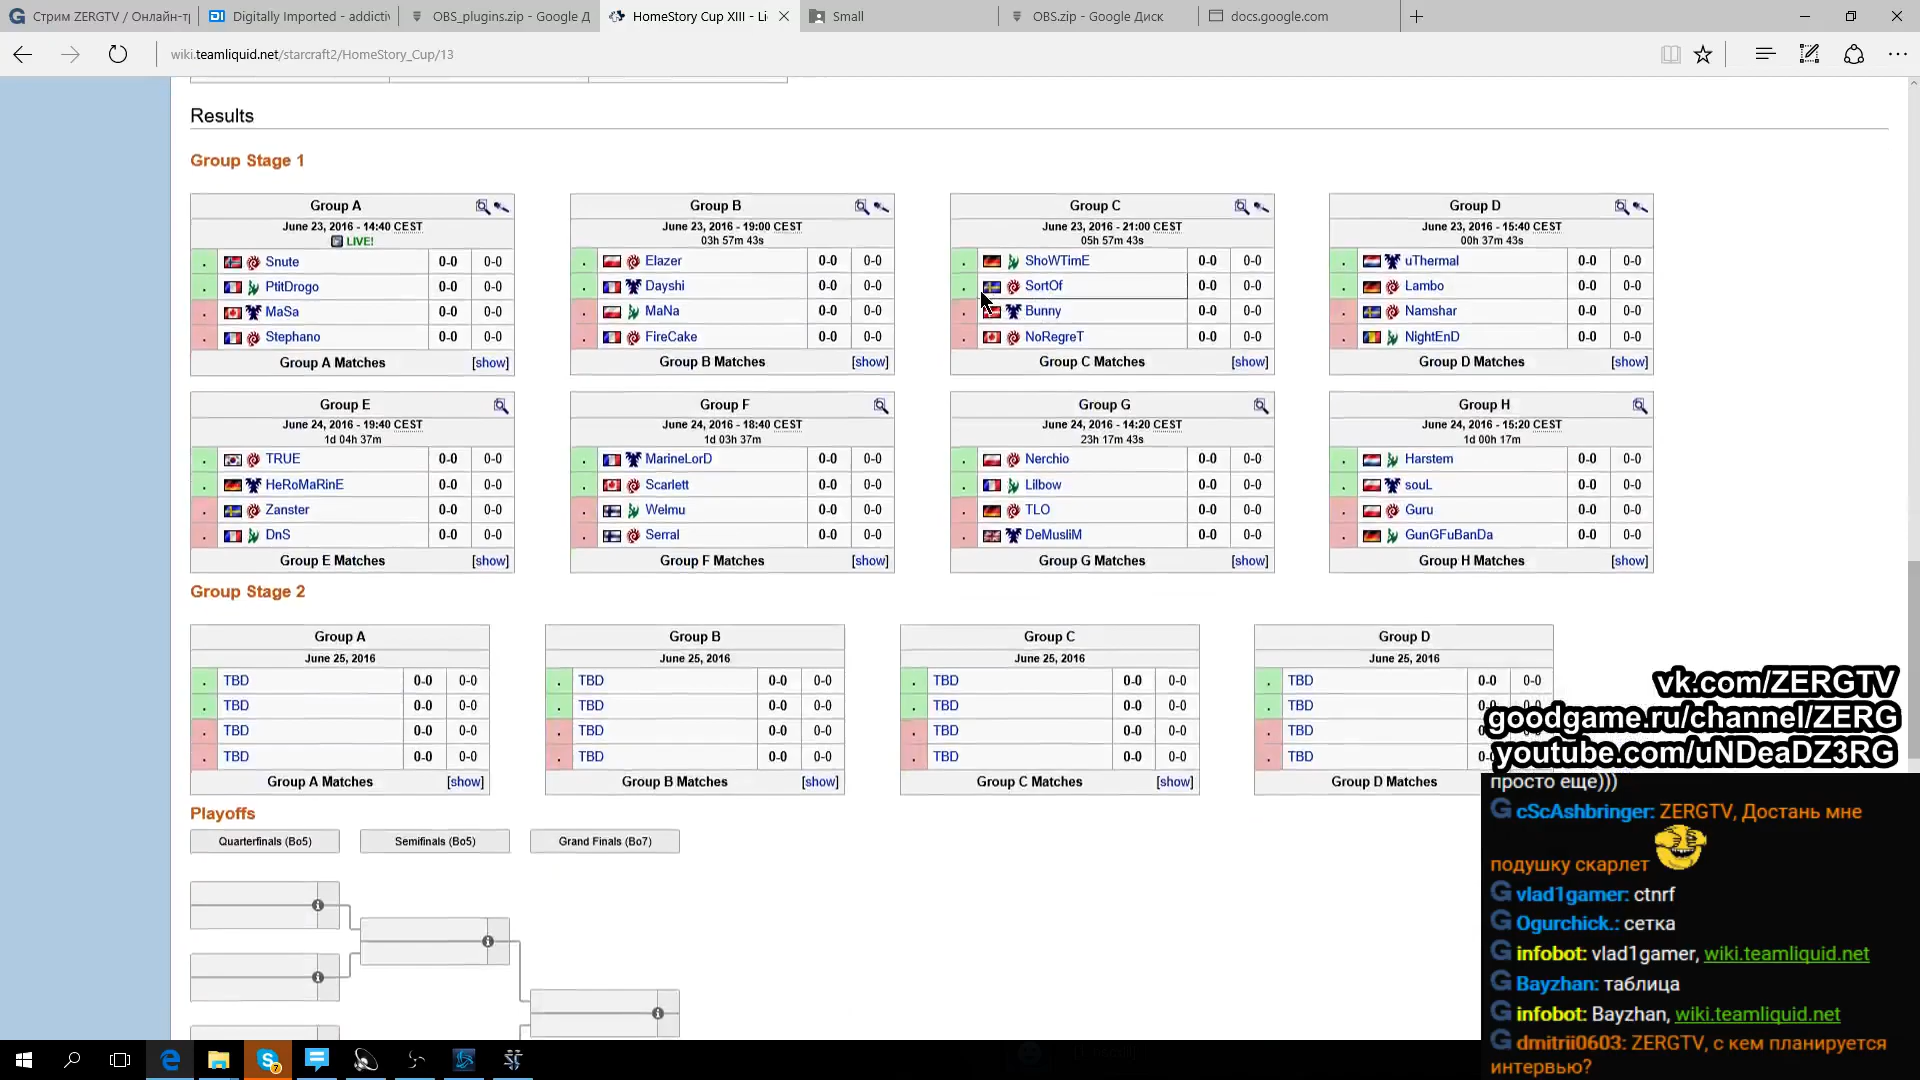 Стрим ZERGTV / Онлайн-тр
Digitally Imported - addictiv
OBS_plugins.zip - Google Д
HomeStory Cup XIII - Li
Small
OBS.zip - Google Диск
docs.google.com
wiki.teamliquid.net/starcraft2/HomeStory_Cup/13
Results
Group Stage 1
Group A
June 23, 2016 - 14:40 CEST
LIVE!
. Snute 0-0 0-0
. PtitDrogo 0-0 0-0
. MaSa 0-0 0-0
. Stephano 0-0 0-0
Group A Matches [show]
Group B
June 23, 2016 - 19:00 CEST
03h 57m 43s
. Elazer 0-0 0-0
. Dayshi 0-0 0-0
. MaNa 0-0 0-0
. FireCake 0-0 0-0
Group B Matches [show]
Group C
June 23, 2016 - 21:00 CEST
05h 57m 43s
. ShoWTimE 0-0 0-0
. SortOf 0-0 0-0
. Bunny 0-0 0-0
. NoRegreT 0-0 0-0
Group C Matches [show]
Group D
June 23, 2016 - 15:40 CEST
00h 37m 43s
. uThermal 0-0 0-0
. Lambo 0-0 0-0
. Namshar 0-0 0-0
. NightEnD 0-0 0-0
Group D Matches [show]
Group E
June 24, 2016 - 19:40 CEST
1d 04h 37m
. TRUE 0-0 0-0
. HeRoMaRinE 0-0 0-0
. Zanster 0-0 0-0
. DnS 0-0 0-0
Group E Matches [show]
Group F
June 24, 2016 - 18:40 CEST
1d 03h 37m
. MarineLorD 0-0 0-0
. Scarlett 0-0 0-0
. Welmu 0-0 0-0
. Serral 0-0 0-0
Group F Matches [show]
Group G
June 24, 2016 - 14:20 CEST
23h 17m 43s
. Nerchio 0-0 0-0
. Lilbow 0-0 0-0
. TLO 0-0 0-0
. DeMusliM 0-0 0-0
Group G Matches [show]
Group H
June 24, 2016 - 15:20 CEST
1d 00h 17m
. Harstem 0-0 0-0
. souL 0-0 0-0
. Guru 0-0 0-0
. GunGFuBanDa 0-0 0-0
Group H Matches [show]
Group Stage 2
Group A
June 25, 2016
. TBD 0-0 0-0
. TBD 0-0 0-0
. TBD 0-0 0-0
. TBD 0-0 0-0
Group A Matches [show]
Group B
June 25, 2016
. TBD 0-0 0-0
. TBD 0-0 0-0
. TBD 0-0 0-0
. TBD 0-0 0-0
Group B Matches [show]
Group C
June 25, 2016
. TBD 0-0 0-0
. TBD 0-0 0-0
. TBD 0-0 0-0
. TBD 0-0 0-0
Group C Matches [show]
Group D
June 25, 2016
. TBD 0-0 0-0
. TBD
. TBD
. TBD
Group D Matches
Playoffs
Quarterfinals (Bo5)
Semifinals (Bo5)
Grand Finals (Bo7)
vk.com/ZERGTV
goodgame.ru/channel/ZERG
youtube.com/uNDeaDZ3RG
просто еще)))
cScAshbringer: ZERGTV, Достань мне
подушку скарлет
vlad1gamer: ctnrf
Ogurchick.: сетка
infobot: vlad1gamer, wiki.teamliquid.net
Bayzhan: таблица
infobot: Bayzhan, wiki.teamliquid.net
dmitrii0603: ZERGTV, с кем планируется
интервью?